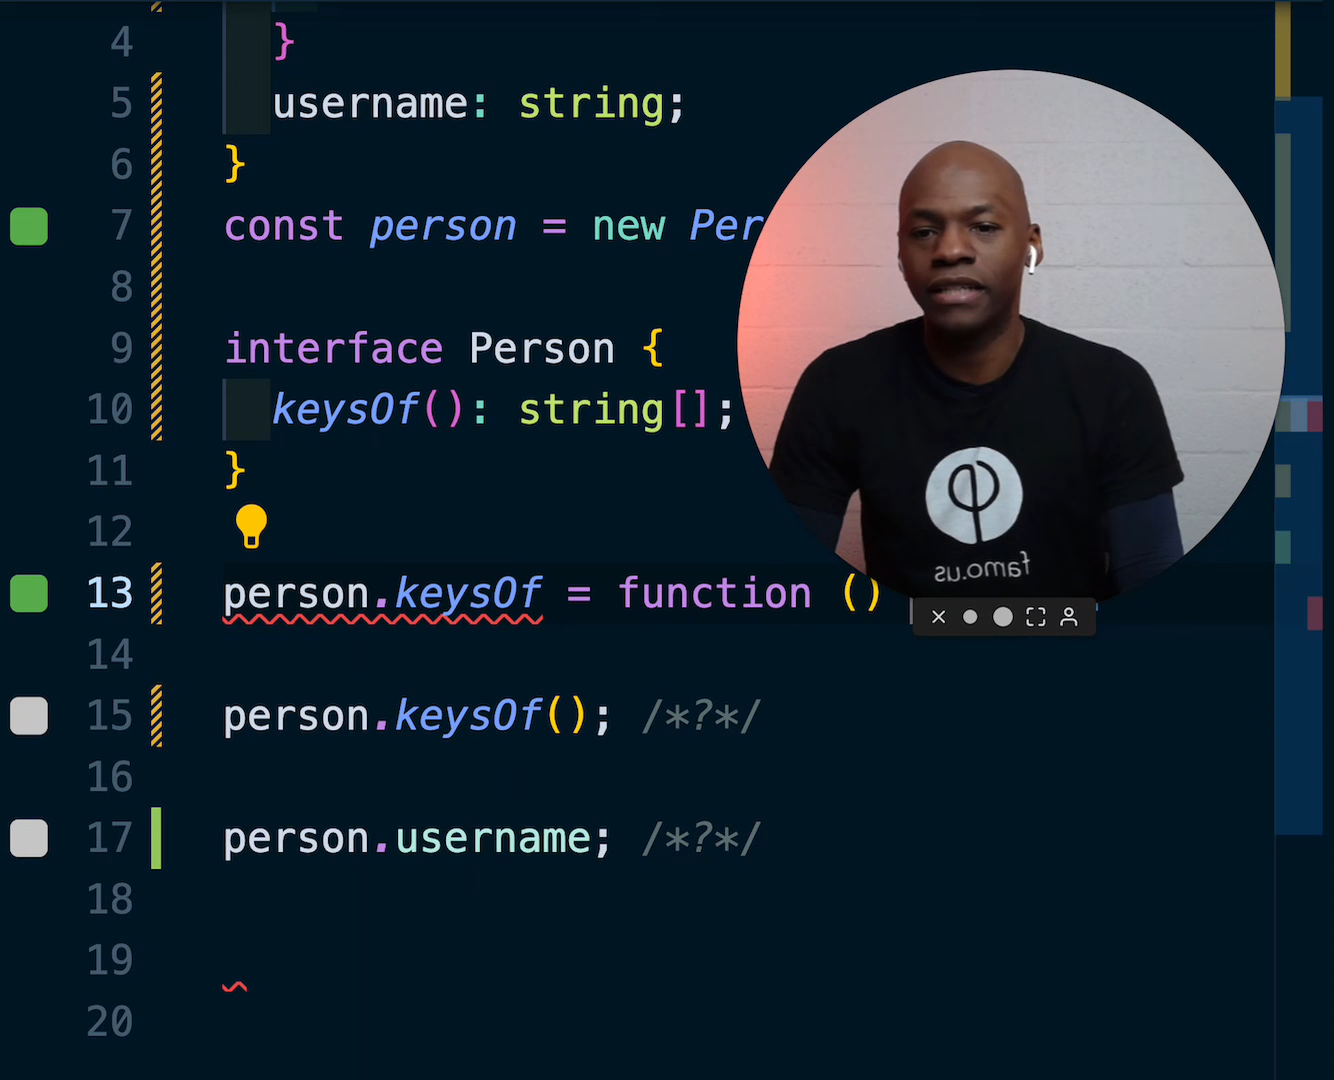 4 }
5 username: string;
6 }
7 const person = new Per
8
9 interface Person {
10 keysOf(): string[];
11 }
12
13 person.keysOf = function ()
14
15 person.keysOf(); /*?*/
16
17 person.username; /*?*/
18
19
20
famo.us